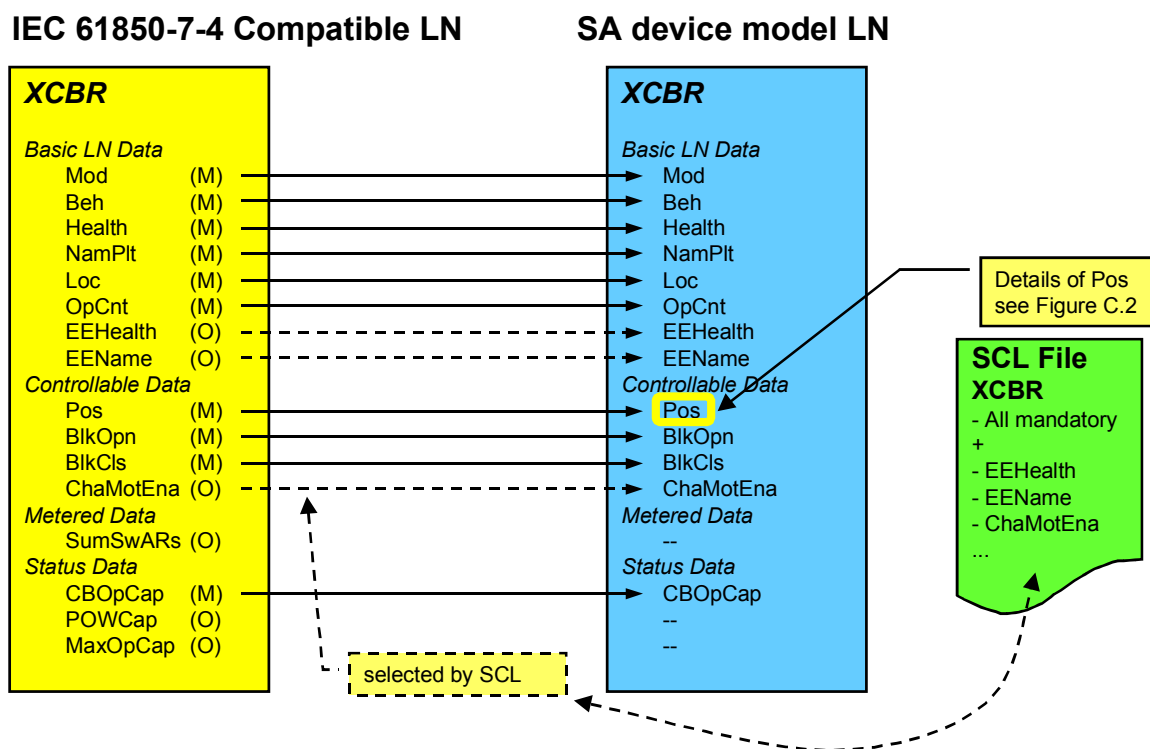 IEC 61850-7-4 Compatible LN
SA device model LN
XCBR
Basic LN Data
Mod (M)
Beh (M)
Health (M)
NamPlt (M)
Loc (M)
OpCnt (M)
EEHealth (O)
EEName (O)
Controllable Data
Pos (M)
BlkOpn (M)
BlkCls (M)
ChaMotEna (O)
Metered Data
SumSwARs (O)
Status Data
CBOpCap (M)
POWCap (O)
MaxOpCap (O)
selected by SCL
XCBR
Basic LN Data
Mod
Beh
Health
NamPlt
Loc
OpCnt
EEHealth
EEName
Controllable Data
Pos
BlkOpn
BlkCls
ChaMotEna
Metered Data
--
Status Data
CBOpCap
--
--
Details of Pos
see Figure C.2
SCL File
XCBR
- All mandatory
+
- EEHealth
- EEName
- ChaMotEna
...